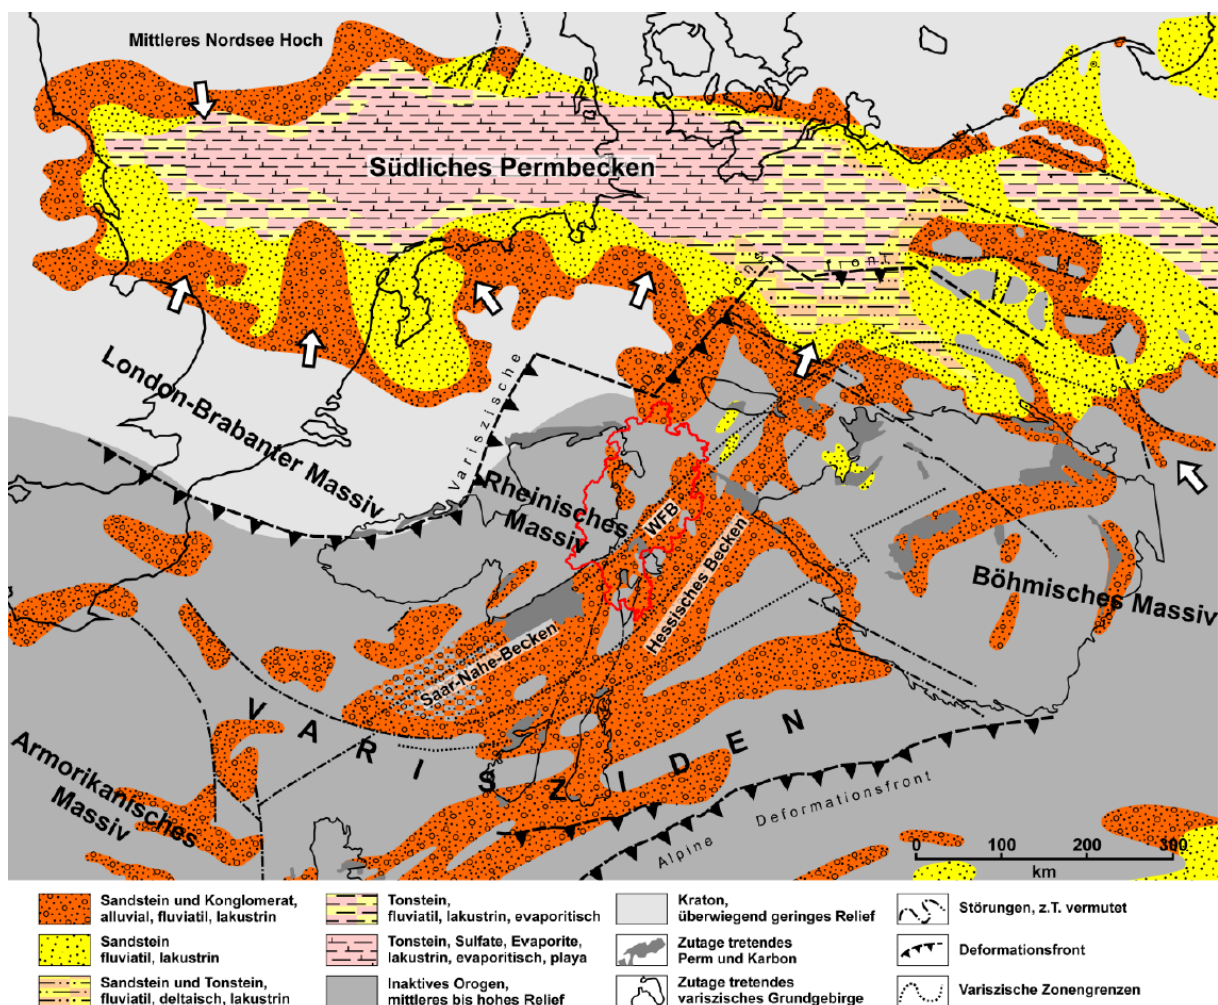 Mittleres Nordsee Hoch
Südliches Permbecken
Variszische
Deformations
front
London-Brabanter Massiv
Rheinisches
Massiv
WFB
Hessisches Becken
Saar-Nahe-Becken
Böhmisches Massiv
VARISZIDEN
Armorikanisches
Massiv
Alpine Deformationsfront
0 100 200 300
km
Sandstein und Konglomerat,
alluvial, fluviatil, lakustrin
Sandstein
fluviatil, lakustrin
Sandstein und Tonstein,
fluviatil, deltaisch, lakustrin
Tonstein,
fluviatil, lakustrin, evaporitisch
Tonstein, Sulfate, Evaporite,
lakustrin, evaporitisch, playa
Inaktives Orogen,
mittleres bis hohes Relief
Kraton,
überwiegend geringes Relief
Zutage tretendes
Perm und Karbon
Zutage tretendes
variszisches Grundgebirge
Störungen, z.T. vermutet
Deformationsfront
Variszische Zonengrenzen